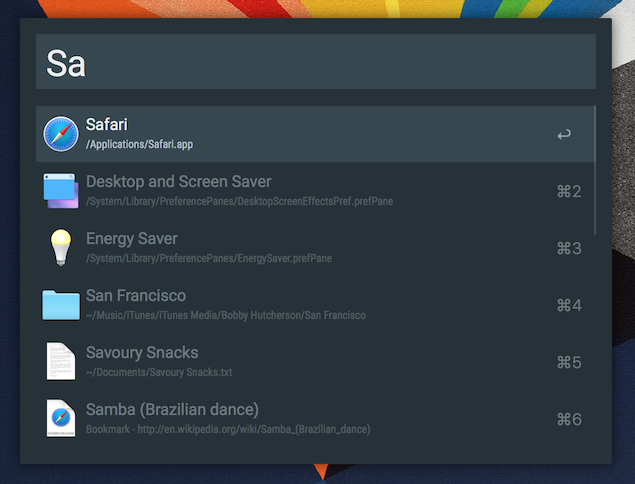 Sa
Safari
/Applications/Safari.app
↩
Desktop and Screen Saver
/System/Library/PreferencePanes/DesktopScreenEffectsPref.prefPane
⌘2
Energy Saver
/System/Library/PreferencePanes/EnergySaver.prefPane
⌘3
San Francisco
~/Music/iTunes/iTunes Media/Bobby Hutcherson/San Francisco
⌘4
Savoury Snacks
~/Documents/Savoury Snacks.txt
⌘5
Samba (Brazilian dance)
Bookmark - http://en.wikipedia.org/wiki/Samba_(Brazilian_dance)
⌘6